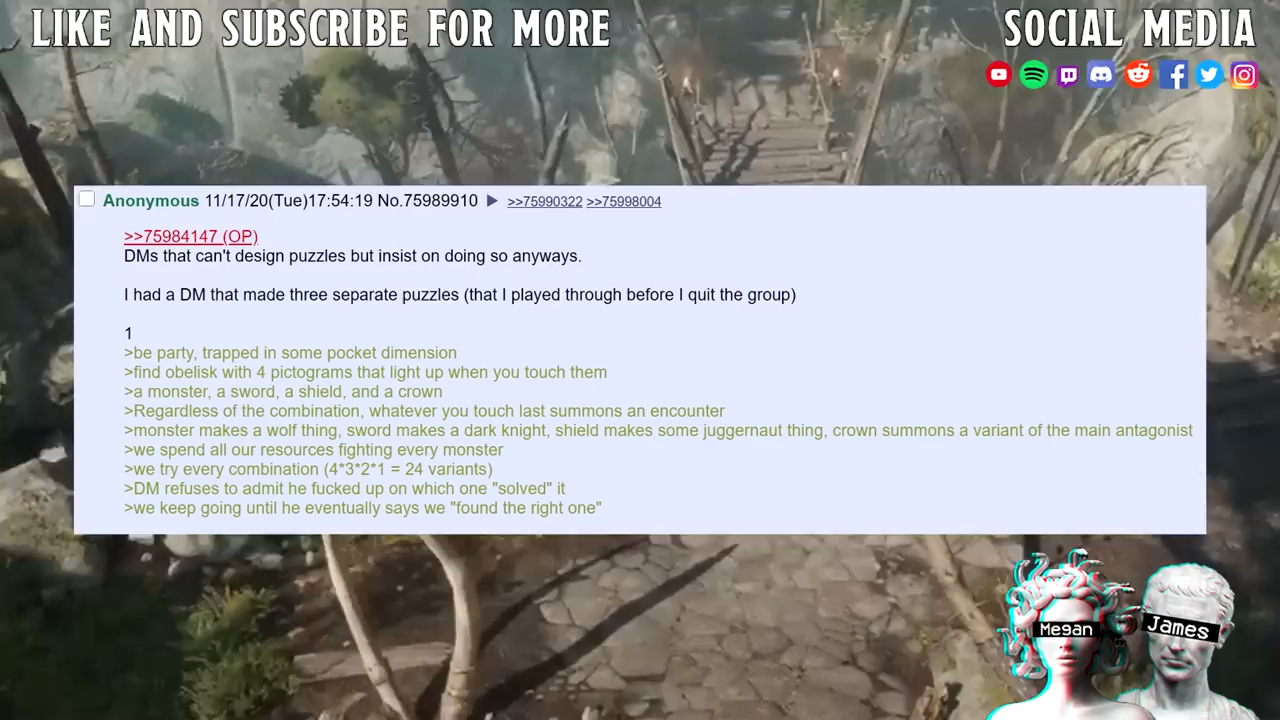 LIKE AND SUBSCRIBE FOR MORE
SOCIAL MEDIA
Anonymous 11/17/20(Tue)17:54:19 No.75989910 ▶ >>75990322 >>75998004
>>75984147 (OP)
DMs that can't design puzzles but insist on doing so anyways.
I had a DM that made three separate puzzles (that I played through before I quit the group)
1
>be party, trapped in some pocket dimension
>find obelisk with 4 pictograms that light up when you touch them
>a monster, a sword, a shield, and a crown
>Regardless of the combination, whatever you touch last summons an encounter
>monster makes a wolf thing, sword makes a dark knight, shield makes some juggernaut thing, crown summons a variant of the main antagonist
>we spend all our resources fighting every monster
>we try every combination (4*3*2*1 = 24 variants)
>DM refuses to admit he fucked up on which one "solved" it
>we keep going until he eventually says we "found the right one"
Megan
James